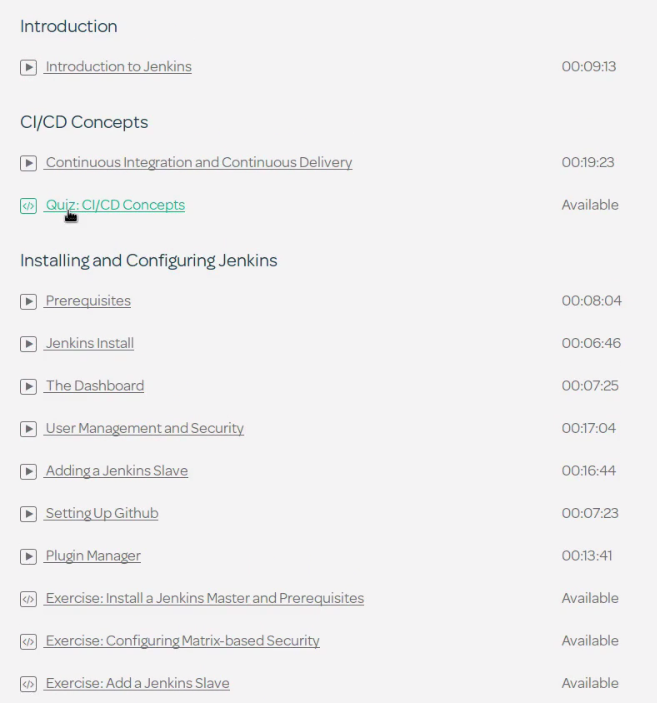 Introduction
Introduction to Jenkins 00:09:13
CI/CD Concepts
Continuous Integration and Continuous Delivery 00:19:23
Quiz: CI/CD Concepts Available
Installing and Configuring Jenkins
Prerequisites 00:08:04
Jenkins Install 00:06:46
The Dashboard 00:07:25
User Management and Security 00:17:04
Adding a Jenkins Slave 00:16:44
Setting Up Github 00:07:23
Plugin Manager 00:13:41
Exercise: Install a Jenkins Master and Prerequisites Available
Exercise: Configuring Matrix-based Security Available
Exercise: Add a Jenkins Slave Available